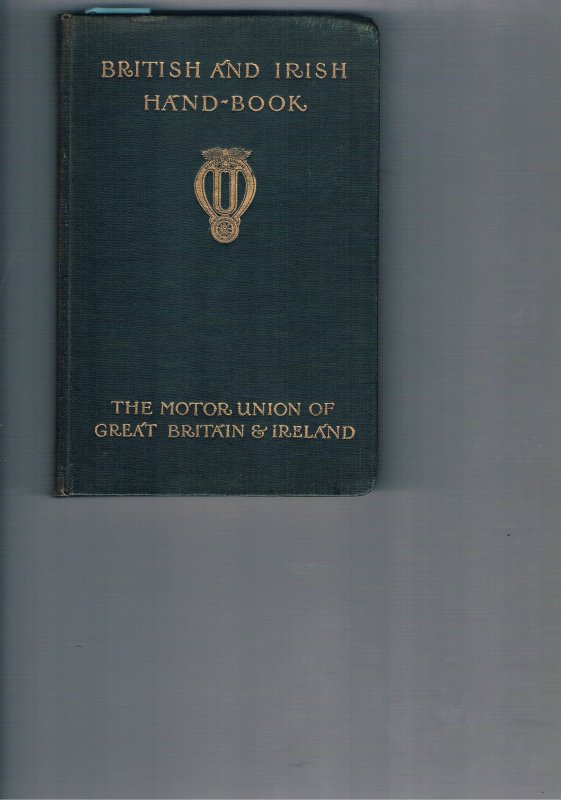 BRITISH AND IRISH
HAND-BOOK
U
THE MOTOR UNION OF
GREAT BRITAIN & IRELAND